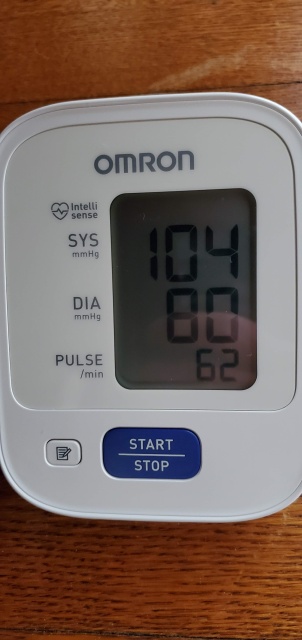 OMRON
Intelli
sense
SYS
mmHg
104
DIA
mmHg
80
PULSE
/min
62
START
STOP